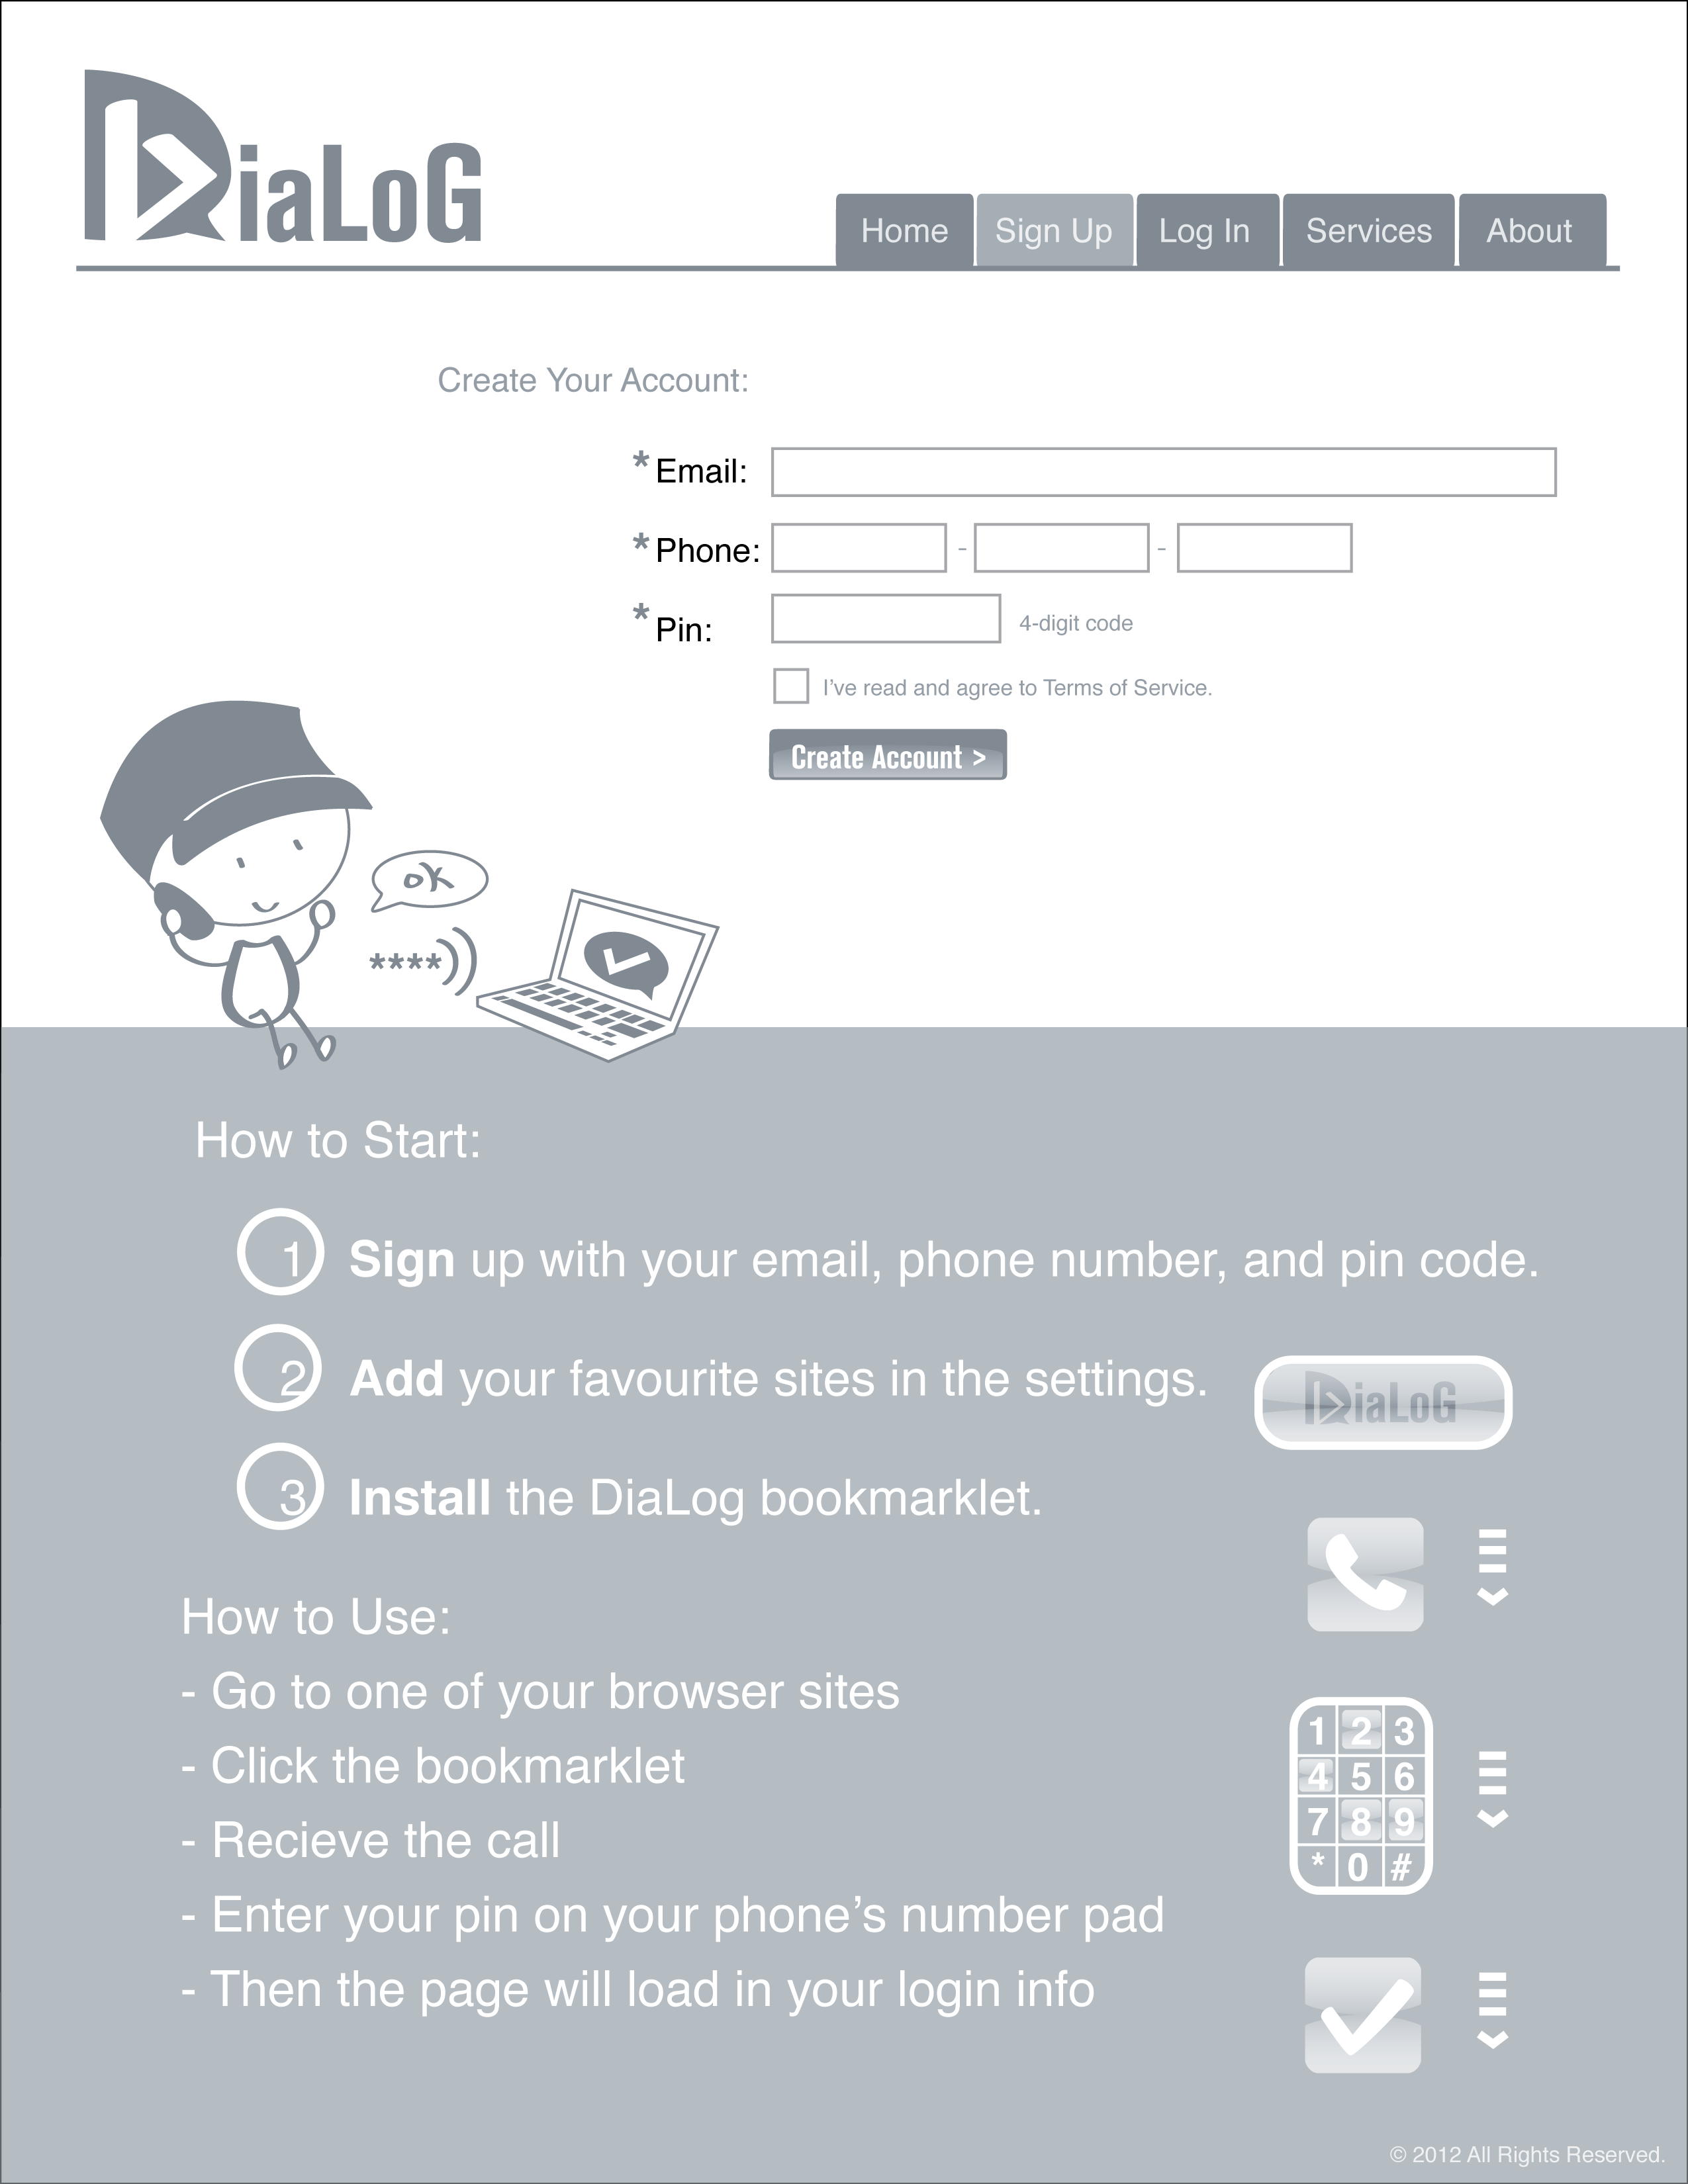 DiaLoG
Home Sign Up Log In Services About
Create Your Account:
* Email:
* Phone: - -
* Pin: 4-digit code
I've read and agree to Terms of Service.
Create Account >
ok
****
How to Start:
1 Sign up with your email, phone number, and pin code.
2 Add your favourite sites in the settings.
DiaLoG
3 Install the DiaLog bookmarklet.
How to Use:
- Go to one of your browser sites
- Click the bookmarklet
- Recieve the call
- Enter your pin on your phone's number pad
- Then the page will load in your login info
1 2 3
4 5 6
7 8 9
* 0 #
© 2012 All Rights Reserved.